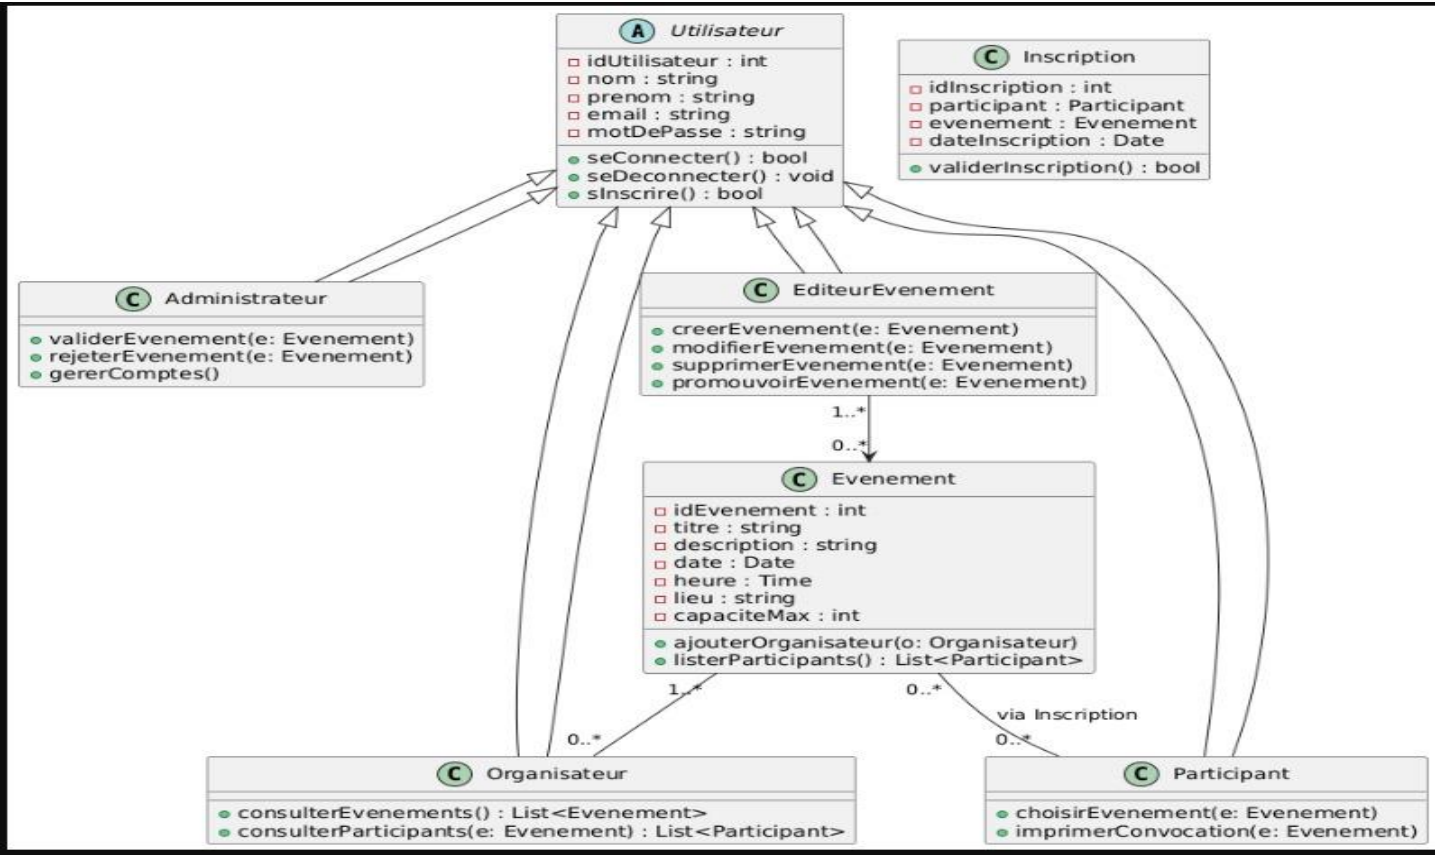 A Utilisateur
idUtilisateur : int
nom : string
prenom : string
email : string
motDePasse : string
seConnecter() : bool
seDeconnecter() : void
sInscrire() : bool
C Inscription
idInscription : int
participant : Participant
evenement : Evenement
dateInscription : Date
validerInscription() : bool
C Administrateur
validerEvenement(e: Evenement)
rejeterEvenement(e: Evenement)
gererComptes()
C EditeurEvenement
creerEvenement(e: Evenement)
modifierEvenement(e: Evenement)
supprimerEvenement(e: Evenement)
promouvoirEvenement(e: Evenement)
1..*
0..*
C Evenement
idEvenement : int
titre : string
description : string
date : Date
heure : Time
lieu : string
capaciteMax : int
ajouterOrganisateur(o: Organisateur)
listerParticipants() : List<Participant>
1..*
0..*
via Inscription
0..*
0..*
C Organisateur
consulterEvenements() : List<Evenement>
consulterParticipants(e: Evenement) : List<Participant>
C Participant
choisirEvenement(e: Evenement)
imprimerConvocation(e: Evenement)